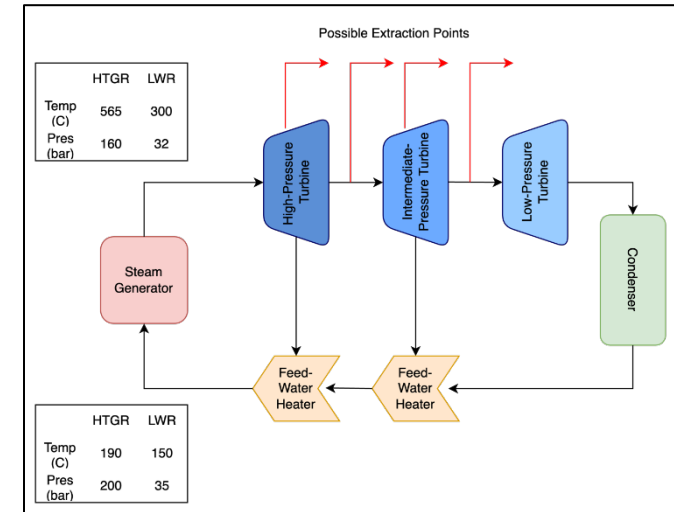 Possible Extraction Points
HTGR LWR
Temp (C) 565 300
Pres (bar) 160 32
High-Pressure
Turbine
Intermediate-
Pressure Turbine
Low-Pressure
Turbine
Steam
Generator
Condenser
Feed-
Water
Heater
Feed-
Water
Heater
HTGR LWR
Temp (C) 190 150
Pres (bar) 200 35